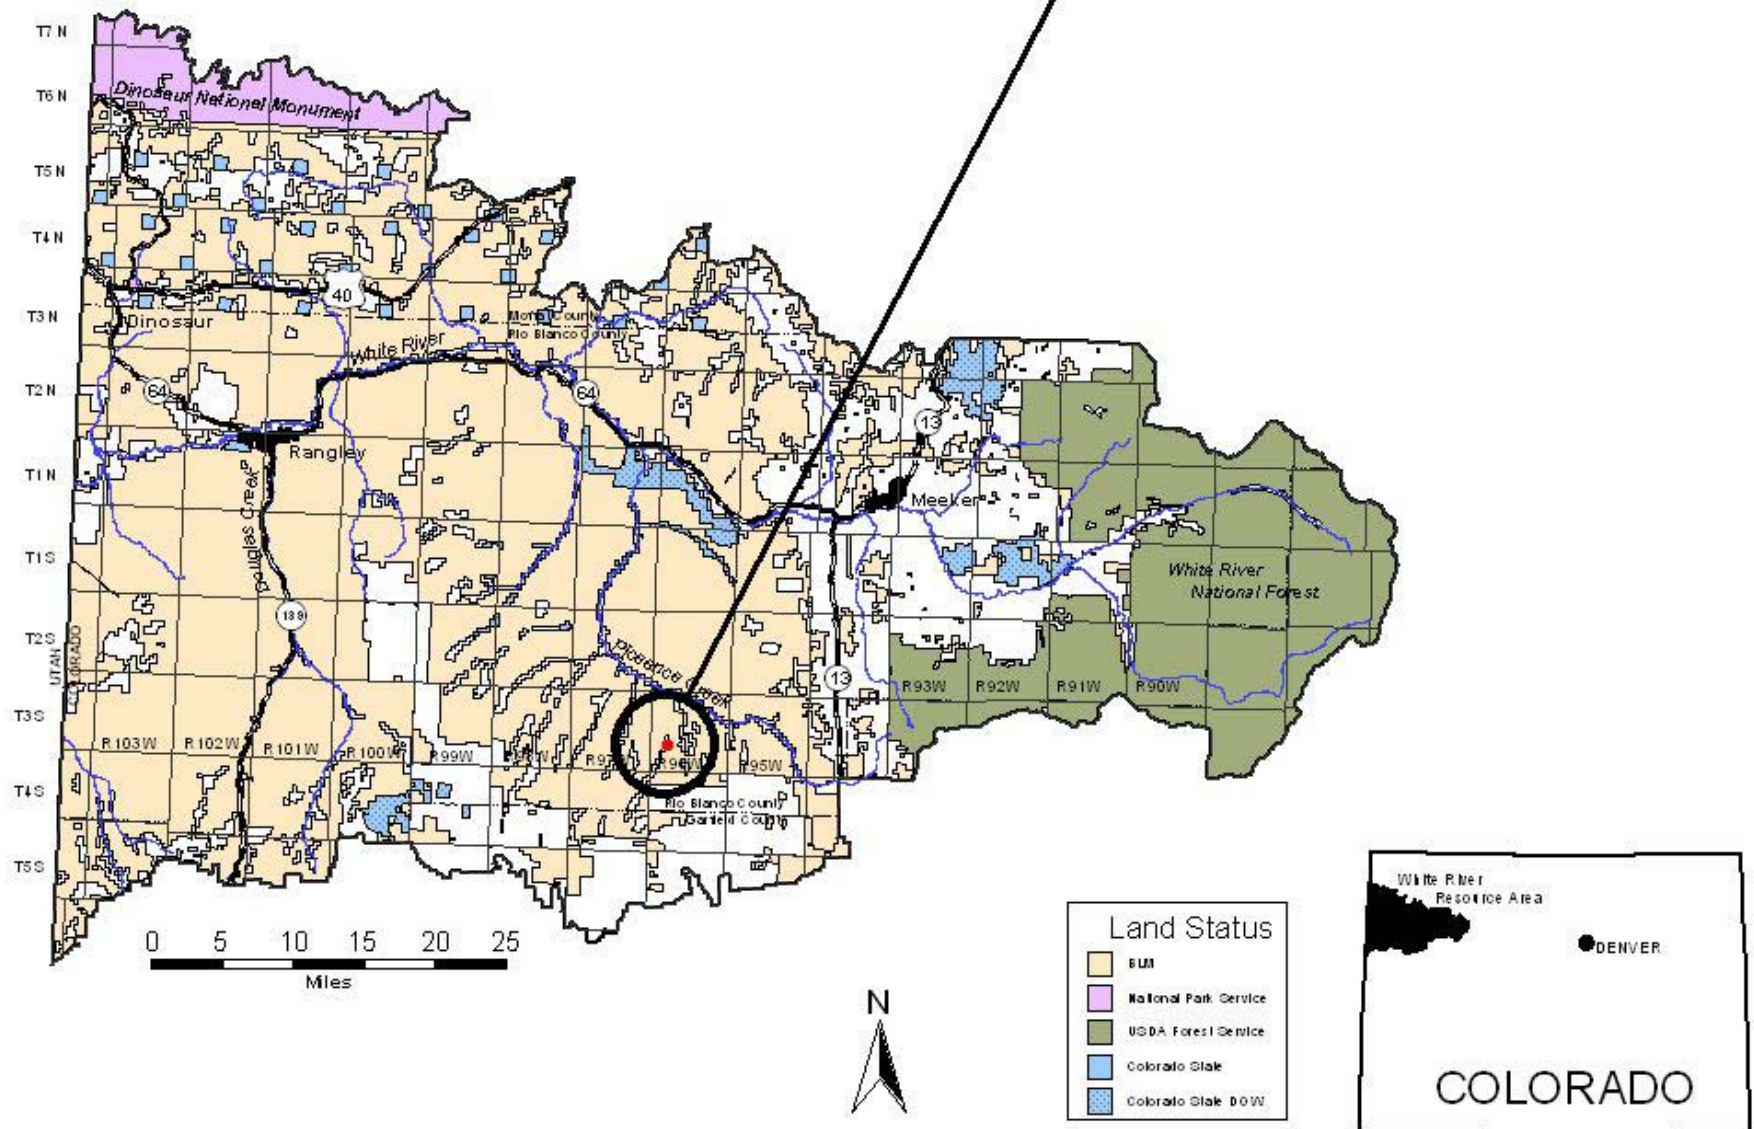 T7 N
T6 N
Dinosaur National Monument
T5 N
T4 N
40
T3 N
Dinosaur
Moffat County
Rio Blanco County
White River
T2 N
64
64
13
Rangley
T1 N
Douglas Creek
Meeker
T1S
White River
National Forest
139
T2S
UTAH
COLORADO
Piceance Creek
13
R93W
R92W
R91W
R90W
T3S
R103W
R102W
R101W
R100W
R99W
R98W
R97W
R96W
R95W
T4S
Rio Blanco County
Garfield County
T5S
0 5 10 15 20 25
Miles
N
Land Status
BLM
National Park Service
USDA Forest Service
Colorado State
Colorado State DOW
White River
Resource Area
DENVER
COLORADO